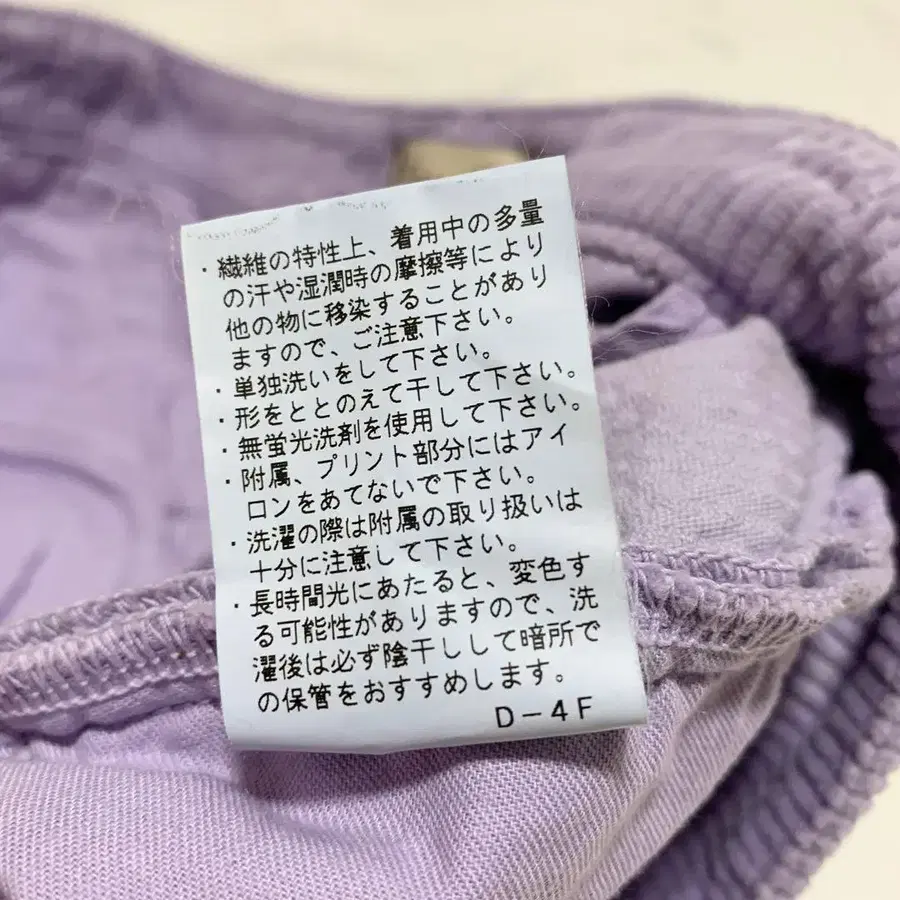 ・繊維の特性上、着用中の多量
の汗や湿潤時の摩擦等により
他の物に移染することがあり
ますので、ご注意下さい。
・単独洗いをして下さい。
・形をととのえて干して下さい。
・無蛍光洗剤を使用して下さい。
・附属、プリント部分にはアイ
ロンをあてないで下さい。
・洗濯の際は附属の取り扱いは
十分に注意して下さい。
・長時間光にあたると、変色す
る可能性がありますので、洗
濯後は必ず陰干しして暗所で
の保管をおすすめします。
D-4F